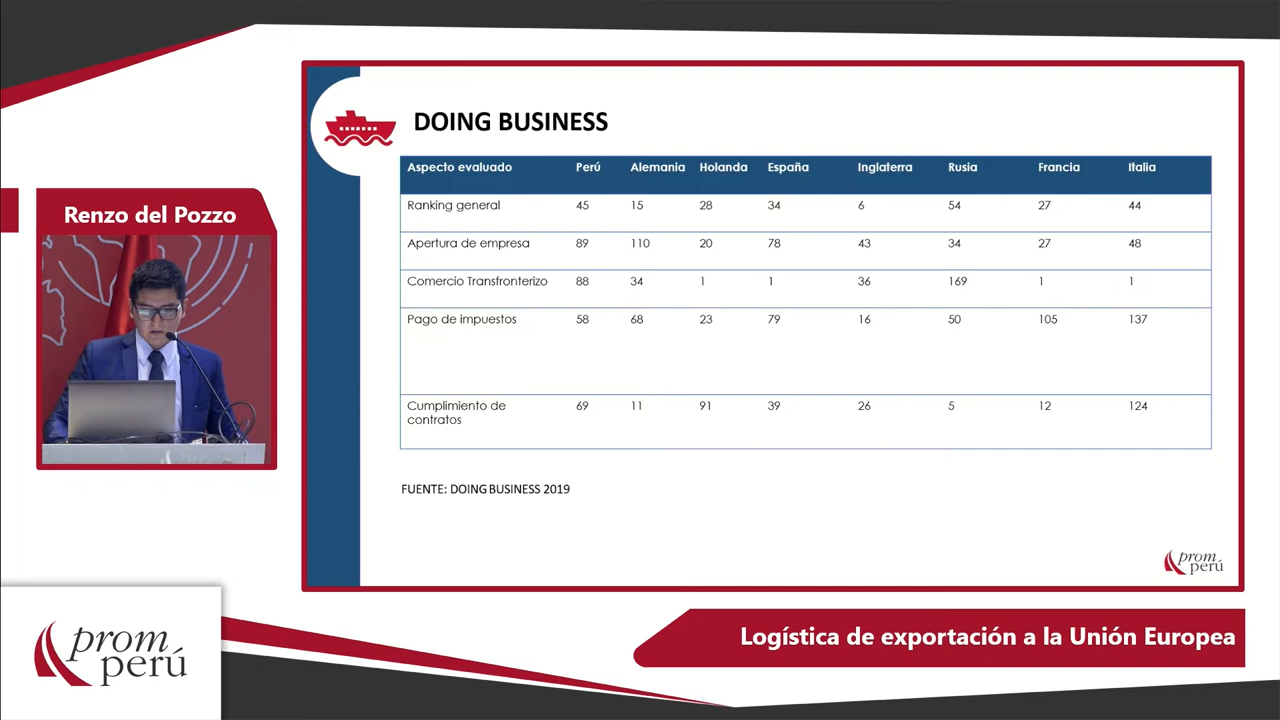 Renzo del Pozzo
DOING BUSINESS
Aspecto evaluado Perú Alemania Holanda España Inglaterra Rusia Francia Italia
Ranking general 45 15 28 34 6 54 27 44
Apertura de empresa 89 110 20 78 43 34 27 48
Comercio Transfronterizo 88 34 1 1 36 169 1 1
Pago de impuestos 58 68 23 79 16 50 105 137
Cumplimiento de 69 11 91 39 26 5 12 124
contratos
FUENTE: DOING BUSINESS 2019
prom
perú
Logística de exportación a la Unión Europea
prom
perú